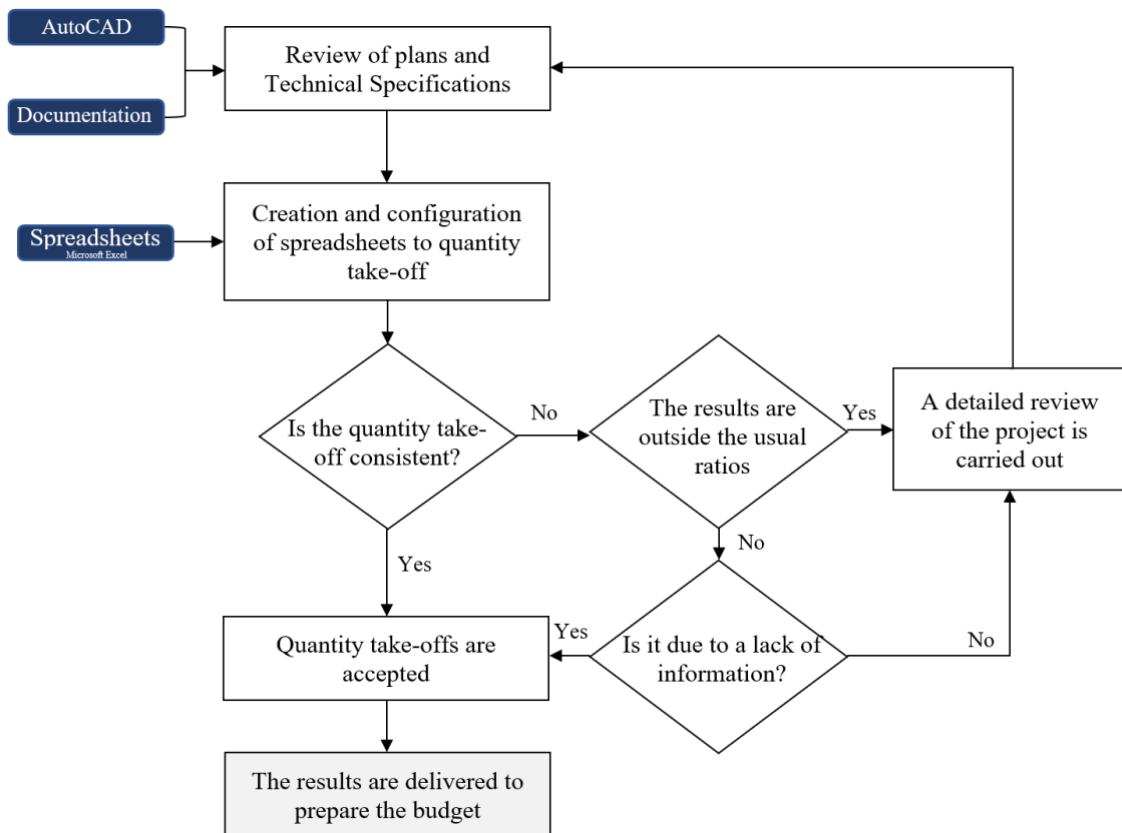 AutoCAD
Documentation
Review of plans and
Technical Specifications
Spreadsheets
Microsoft Excel
Creation and configuration
of spreadsheets to quantity
take-off
Is the quantity take-
off consistent?
No
The results are
outside the usual
ratios
Yes
A detailed review
of the project is
carried out
Yes
No
Quantity take-offs are
accepted
Yes
Is it due to a lack of
information?
No
The results are delivered to
prepare the budget